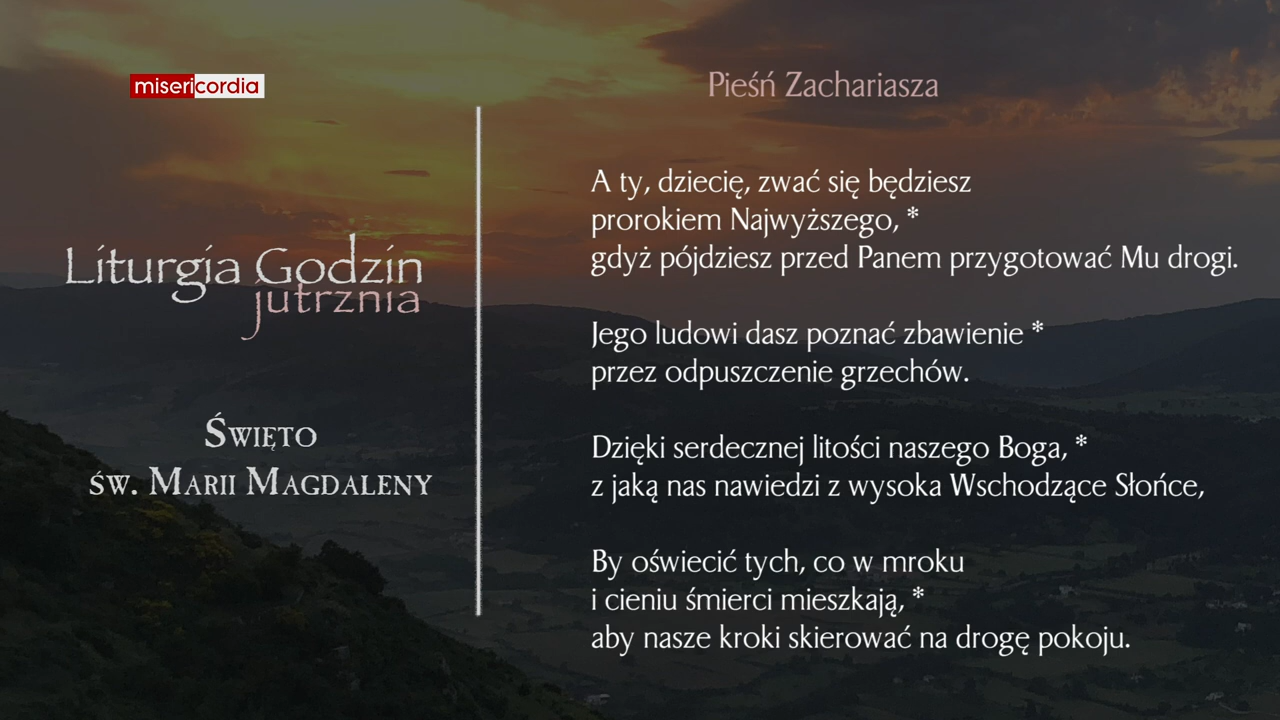 misericordia
Liturgia Godzin
jutrznia
Święto
św. Marii Magdaleny
Pieśń Zachariasza
A ty, dziecię, zwać się będziesz
prorokiem Najwyższego, *
gdyż pójdziesz przed Panem przygotować Mu drogi.
Jego ludowi dasz poznać zbawienie *
przez odpuszczenie grzechów.
Dzięki serdecznej litości naszego Boga, *
z jaką nas nawiedzi z wysoka Wschodzące Słońce,
By oświecić tych, co w mroku
i cieniu śmierci mieszkają, *
aby nasze kroki skierować na drogę pokoju.